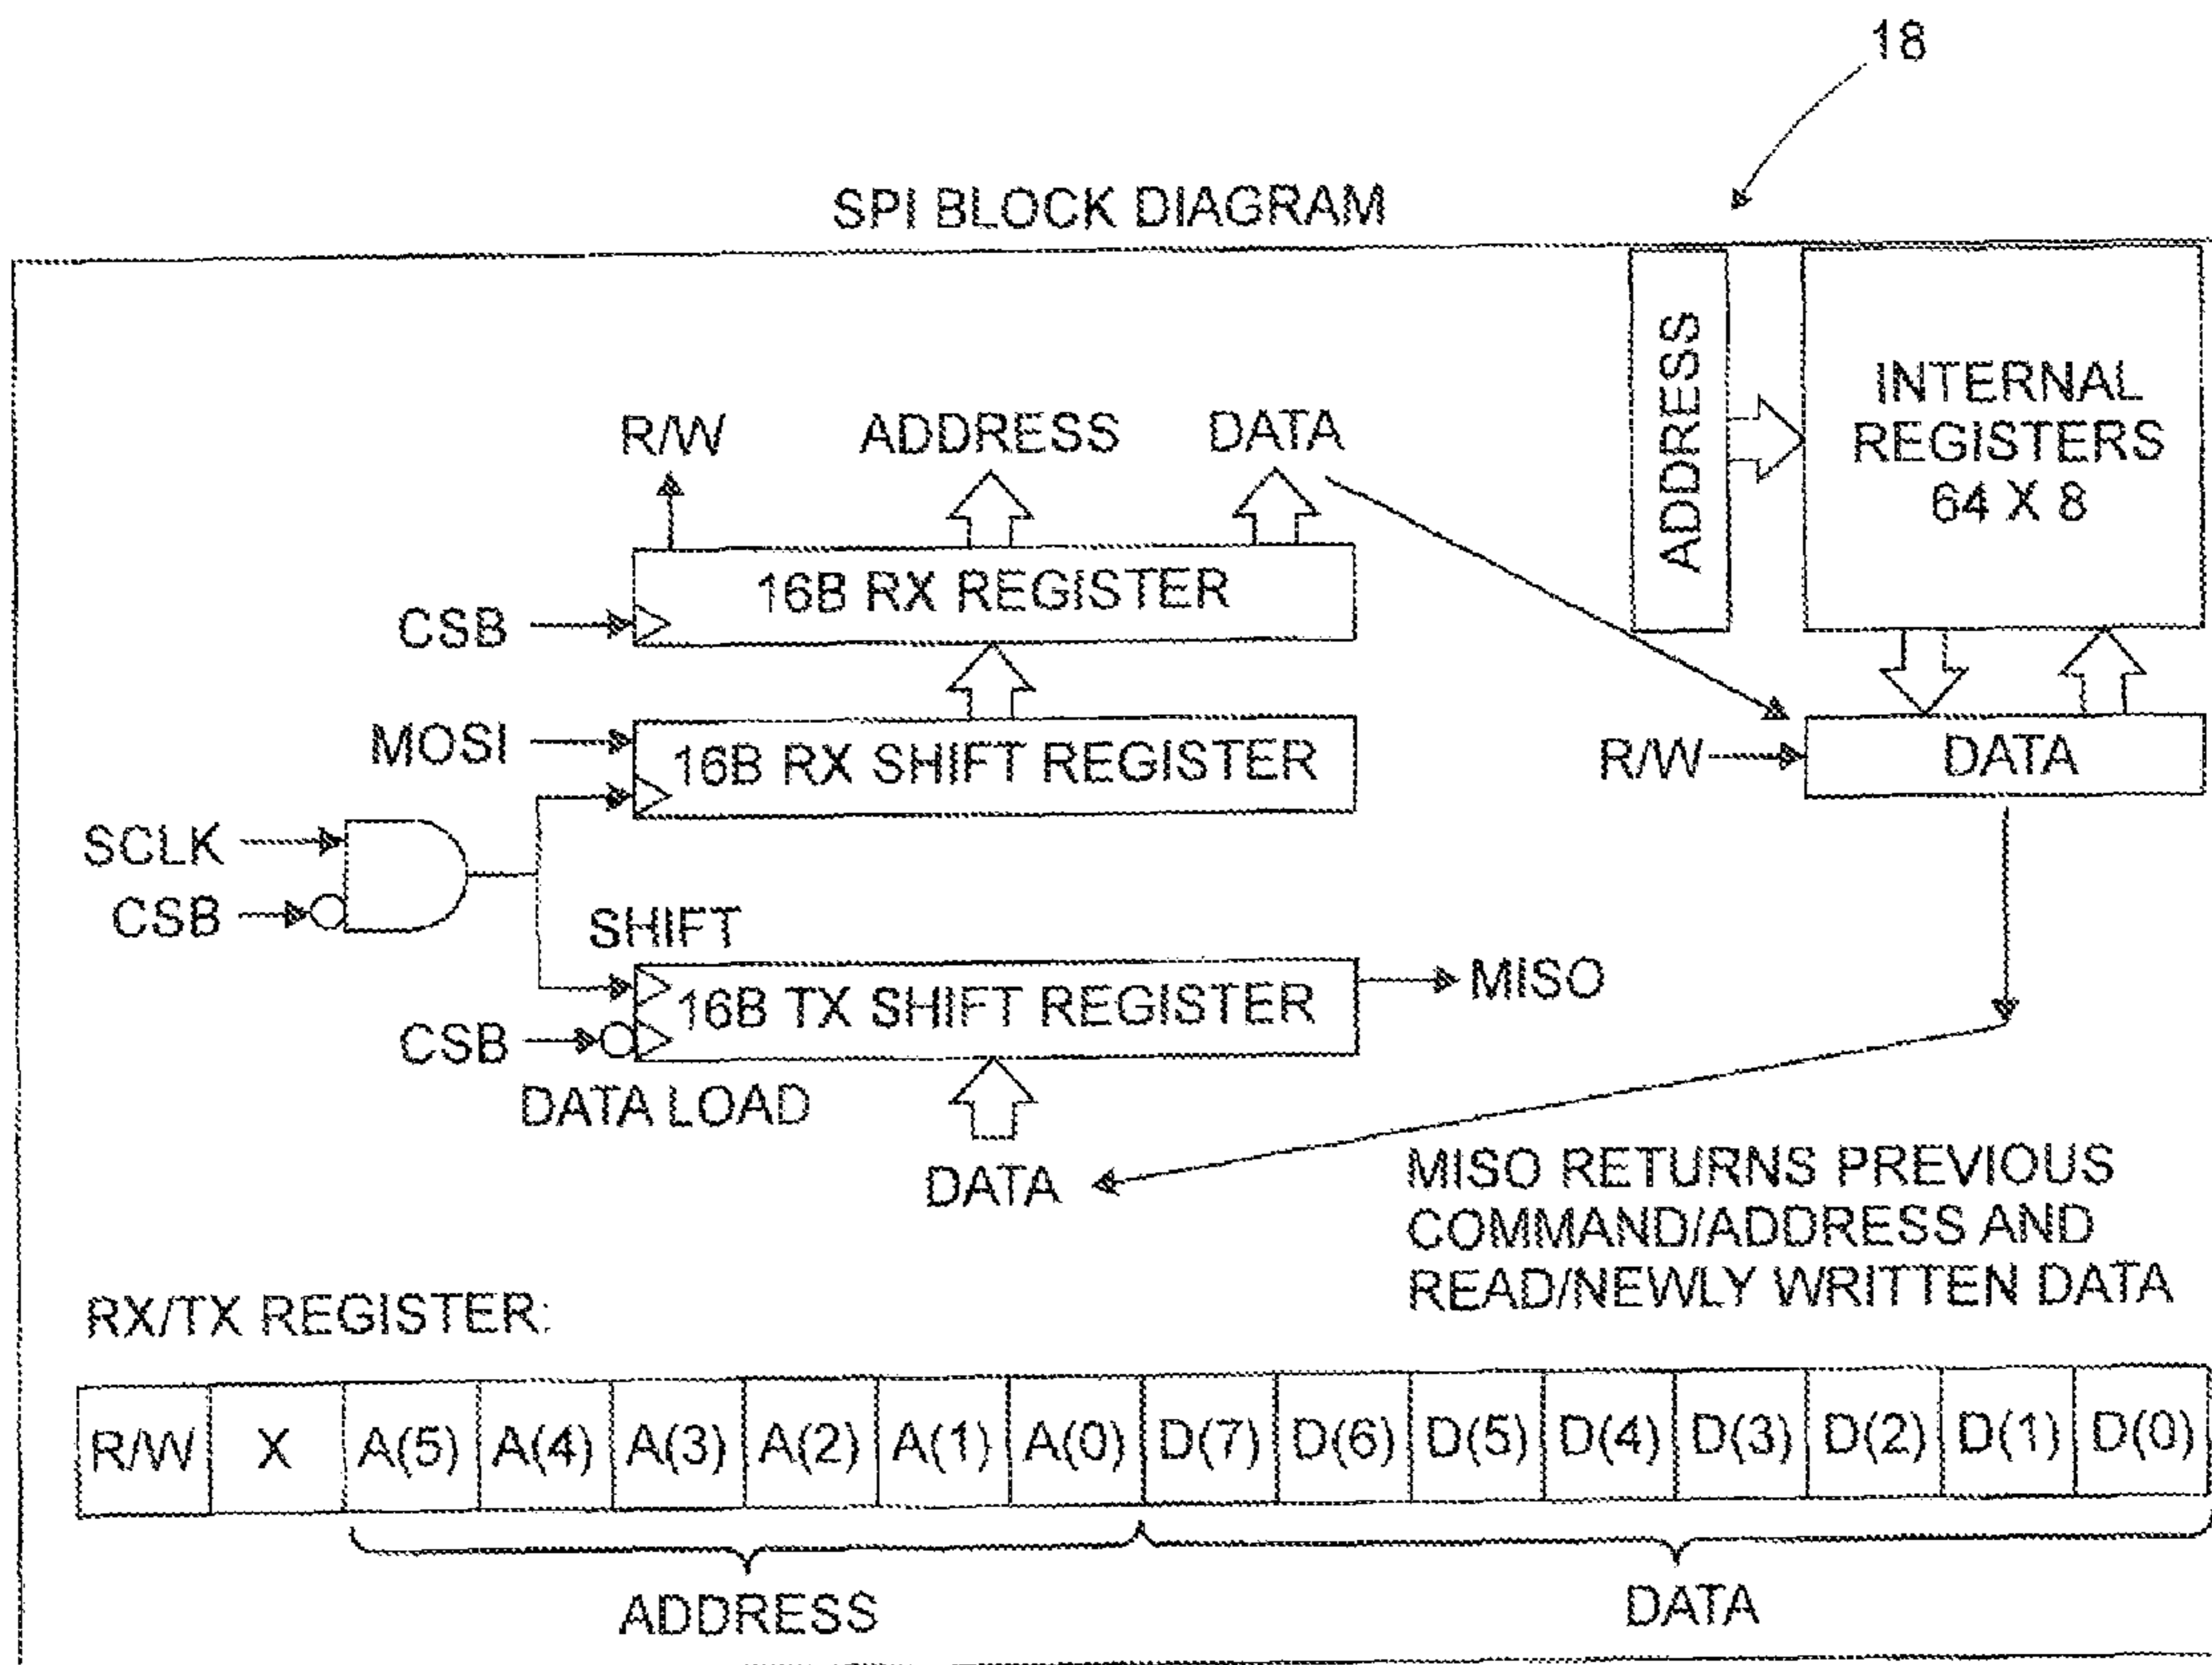 18
SPI BLOCK DIAGRAM
R/W
ADDRESS
DATA
ADDRESS
INTERNAL
REGISTERS
64 X 8
CSB
16B RX REGISTER
MOSI
16B RX SHIFT REGISTER
R/W
DATA
SCLK
CSB
SHIFT
16B TX SHIFT REGISTER
MISO
CSB
DATA LOAD
DATA
MISO RETURNS PREVIOUS
COMMAND/ADDRESS AND
READ/NEWLY WRITTEN DATA
RX/TX REGISTER:
R/W X A(5) A(4) A(3) A(2) A(1) A(0) D(7) D(6) D(5) D(4) D(3) D(2) D(1) D(0)
ADDRESS
DATA